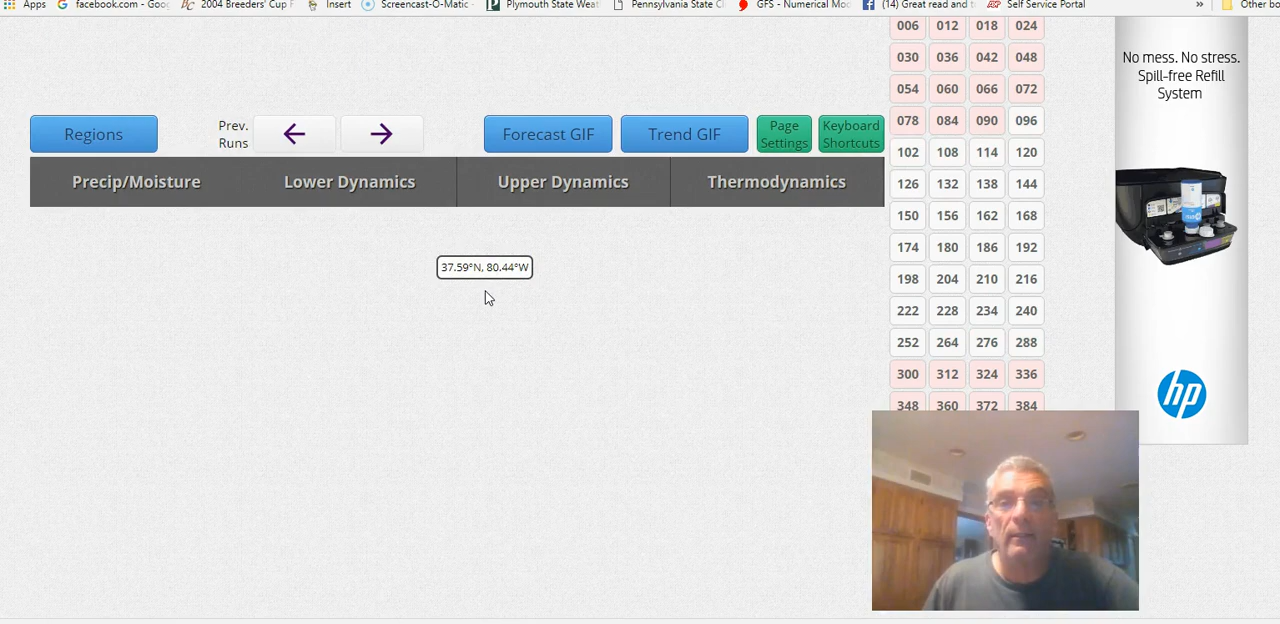 Apps facebook.com - Goo 2004 Breeders' Cup F Insert Screencast-O-Matic Plymouth State Weat Pennsylvania State Cl GFS - Numerical Mod (14) Great read and t Self Service Portal » Other bo
006 012 018 024
030 036 042 048
054 060 066 072
078 084 090 096
102 108 114 120
126 132 138 144
150 156 162 168
174 180 186 192
198 204 210 216
222 228 234 240
252 264 276 288
300 312 324 336
348 360 372 384
Regions
Prev.
Runs
Forecast GIF
Trend GIF
Page
Settings
Keyboard
Shortcuts
Precip/Moisture Lower Dynamics Upper Dynamics Thermodynamics
37.59°N, 80.44°W
No mess. No stress.
Spill-free Refill
System
hp